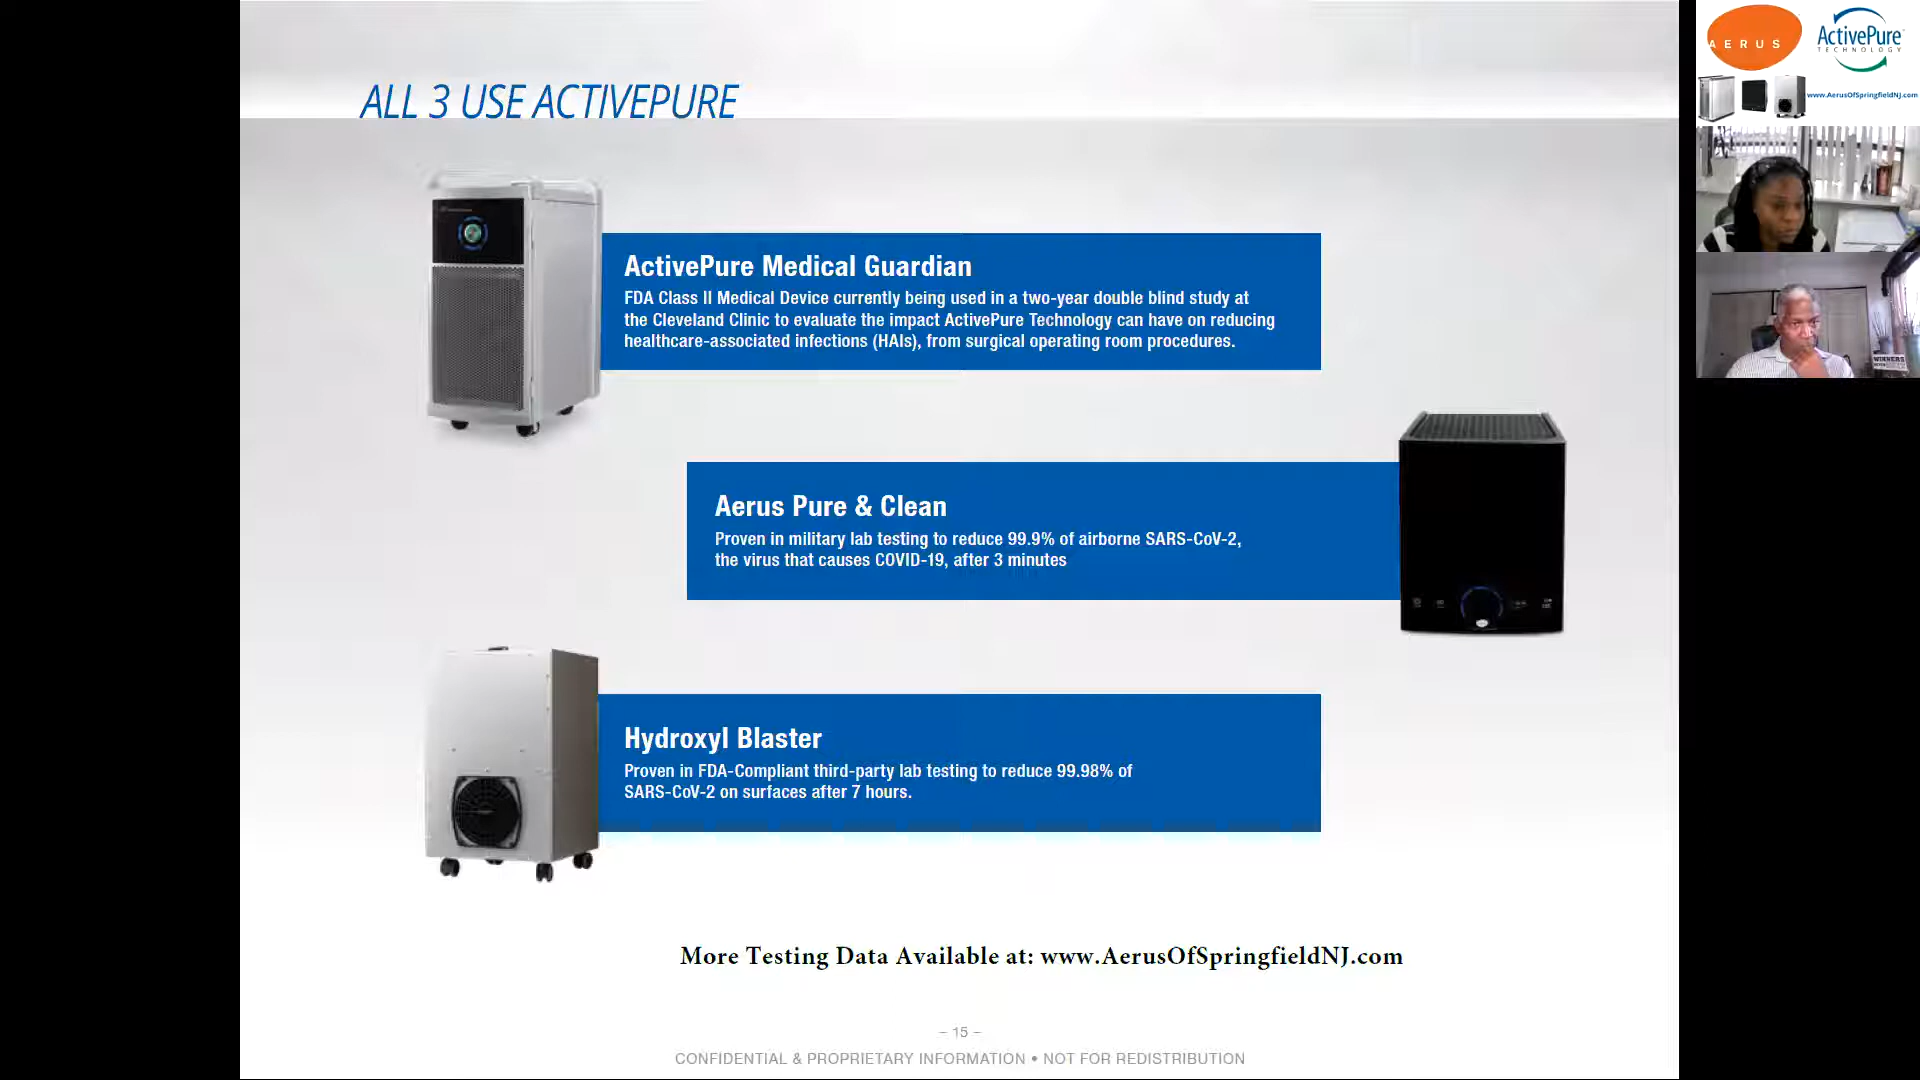 ALL 3 USE ACTIVEPURE
ActivePure Medical Guardian
FDA Class II Medical Device currently being used in a two-year double blind study at
the Cleveland Clinic to evaluate the impact ActivePure Technology can have on reducing
healthcare-associated infections (HAIs), from surgical operating room procedures.
Aerus Pure & Clean
Proven in military lab testing to reduce 99.9% of airborne SARS-CoV-2,
the virus that causes COVID-19, after 3 minutes
Hydroxyl Blaster
Proven in FDA-Compliant third-party lab testing to reduce 99.98% of
SARS-CoV-2 on surfaces after 7 hours.
More Testing Data Available at: www.AerusOfSpringfieldNJ.com
– 15 –
CONFIDENTIAL & PROPRIETARY INFORMATION • NOT FOR REDISTRIBUTION
AERUS
ActivePure
TECHNOLOGY
www.AerusOfSpringfieldNJ.com
WINNERS